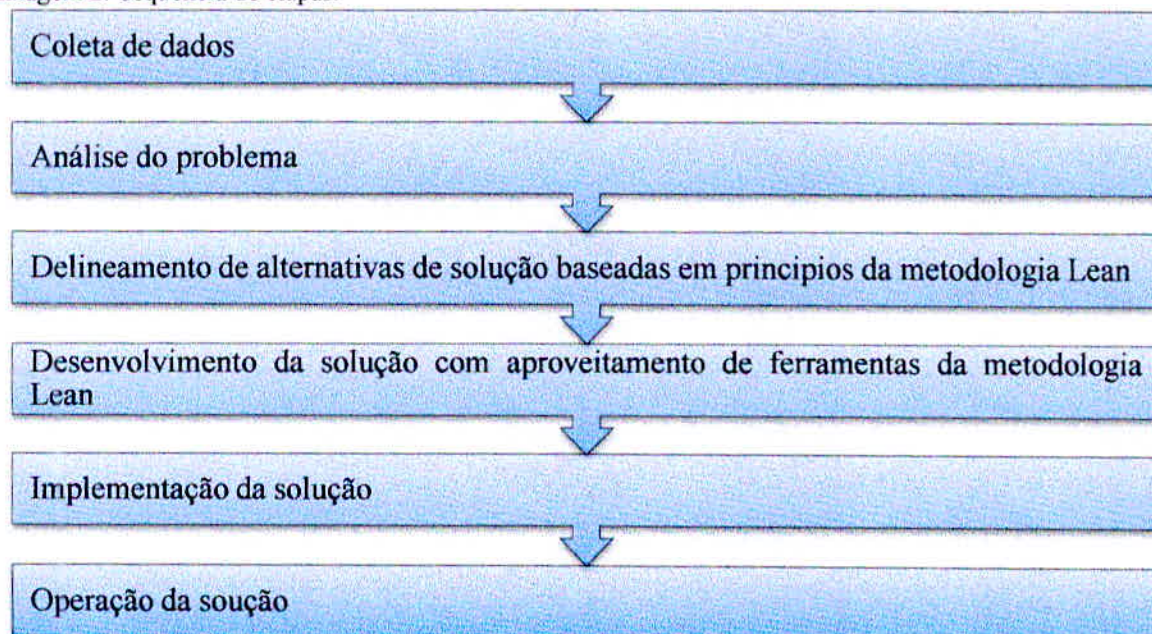 Coleta de dados
Análise do problema
Delineamento de alternativas de solução baseadas em principios da metodologia Lean
Desenvolvimento da solução com aproveitamento de ferramentas da metodologia
Lean
Implementação da solução
Operação da soução